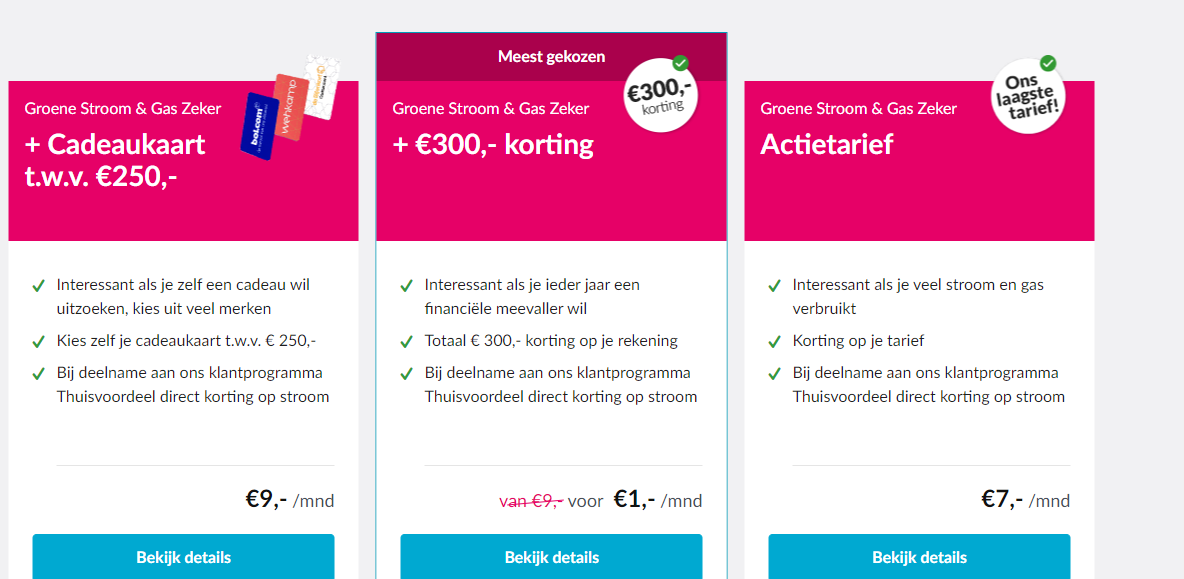 Groene Stroom & Gas Zeker
+ Cadeaukaart
t.w.v. €250,-
bol.com
wehkamp
Interessant als je zelf een cadeau wil
uitzoeken, kies uit veel merken
Kies zelf je cadeaukaart t.w.v. € 250,-
Bij deelname aan ons klantprogramma
Thuisvoordeel direct korting op stroom
€9,- /mnd
Bekijk details
Meest gekozen
€300,-
korting
Groene Stroom & Gas Zeker
+ €300,- korting
Interessant als je ieder jaar een
financiële meevaller wil
Totaal € 300,- korting op je rekening
Bij deelname aan ons klantprogramma
Thuisvoordeel direct korting op stroom
van €9,- voor €1,- /mnd
Bekijk details
Ons
laagste
tarief!
Groene Stroom & Gas Zeker
Actietarief
Interessant als je veel stroom en gas
verbruikt
Korting op je tarief
Bij deelname aan ons klantprogramma
Thuisvoordeel direct korting op stroom
€7,- /mnd
Bekijk details